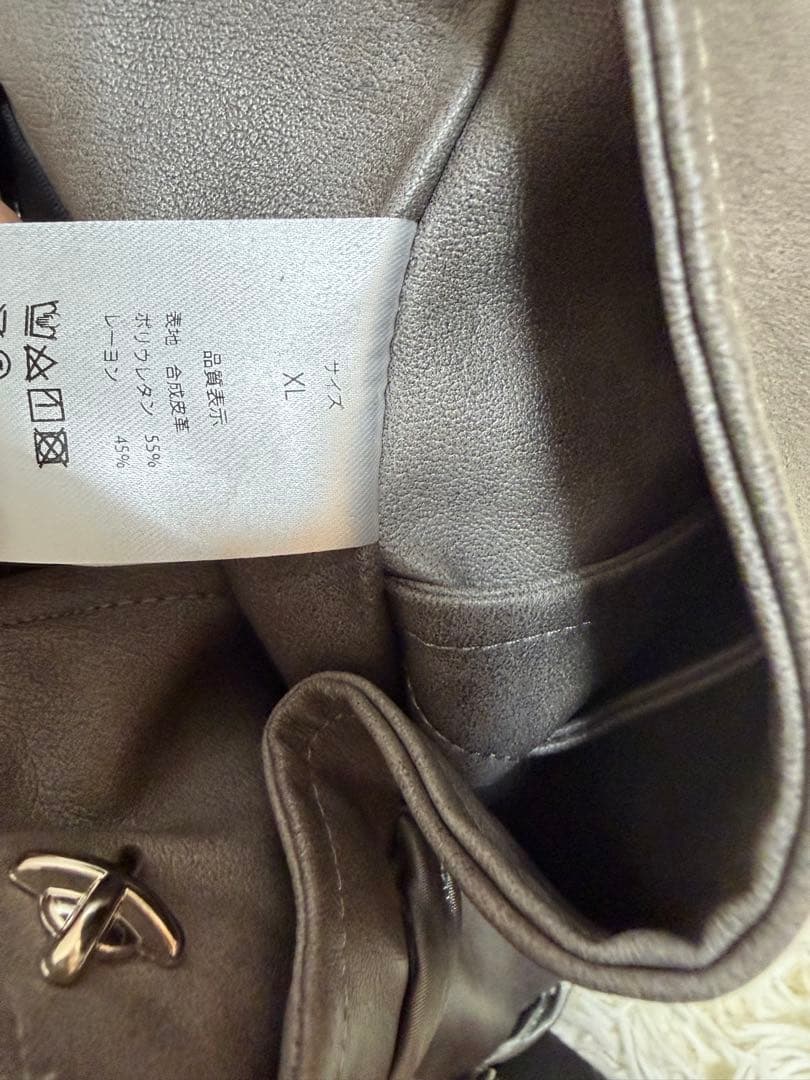 サイズ
XL
品質表示
表地 合成皮革
ポリウレタン 55%
レーヨン 45%